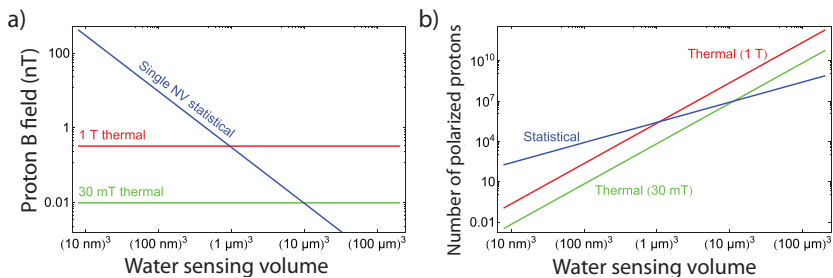 a)
Proton B field (nT)
100
1
0.01
Single NV statistical
1 T thermal
30 mT thermal
(10 nm)³
(100 nm)³
(1 μm)³
(10 μm)³
(100 μm)³
Water sensing volume
b)
Number of polarized protons
10¹⁰
10⁷
10⁴
10
0.01
Thermal (1 T)
Statistical
Thermal (30 mT)
(10 nm)³
(100 nm)³
(1 μm)³
(10 μm)³
(100 μm)³
Water sensing volume